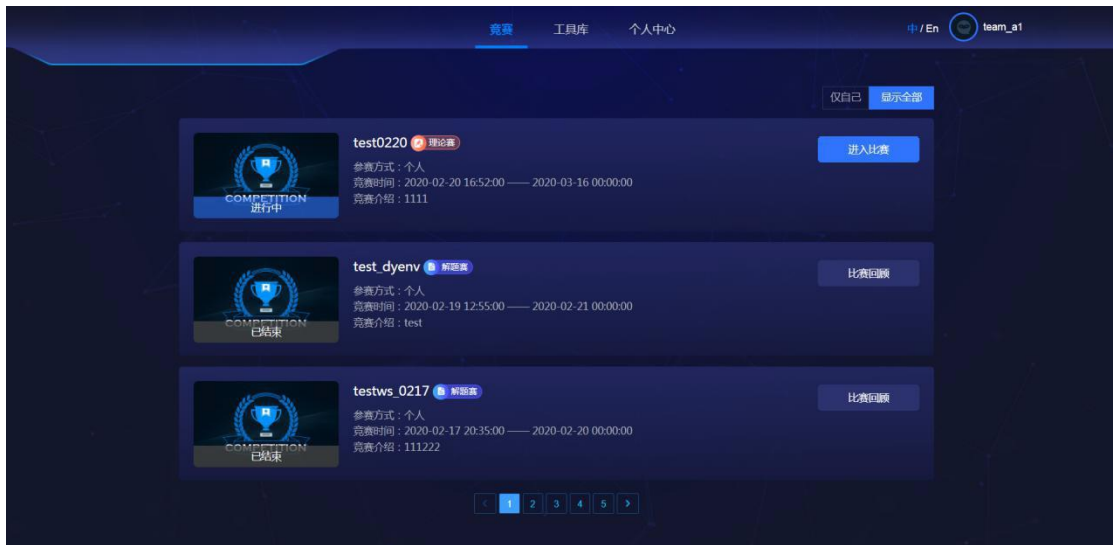 竞赛 工具库 个人中心 中 / En team_a1
仅自己 显示全部
test0220 理论赛
进入比赛
参赛方式：个人
竞赛时间：2020-02-20 16:52:00 —— 2020-03-16 00:00:00
竞赛介绍：1111
COMPETITION
进行中
test_dyenv 解题赛
比赛回顾
参赛方式：个人
竞赛时间：2020-02-19 12:55:00 —— 2020-02-21 00:00:00
竞赛介绍：test
COMPETITION
已结束
testws_0217 解题赛
比赛回顾
参赛方式：个人
竞赛时间：2020-02-17 20:35:00 —— 2020-02-20 00:00:00
竞赛介绍：111222
COMPETITION
已结束
< 1 2 3 4 5 >